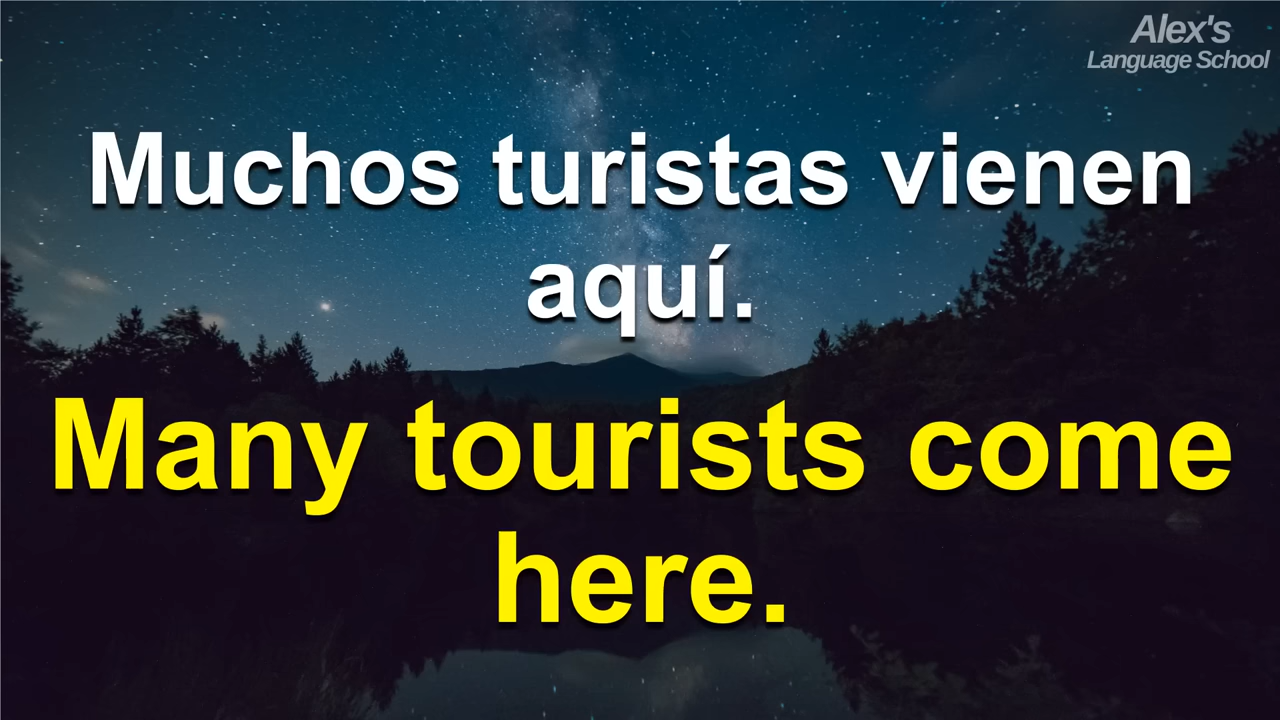 Alex's
Language School
Muchos turistas vienen
aquí.
Many tourists come
here.